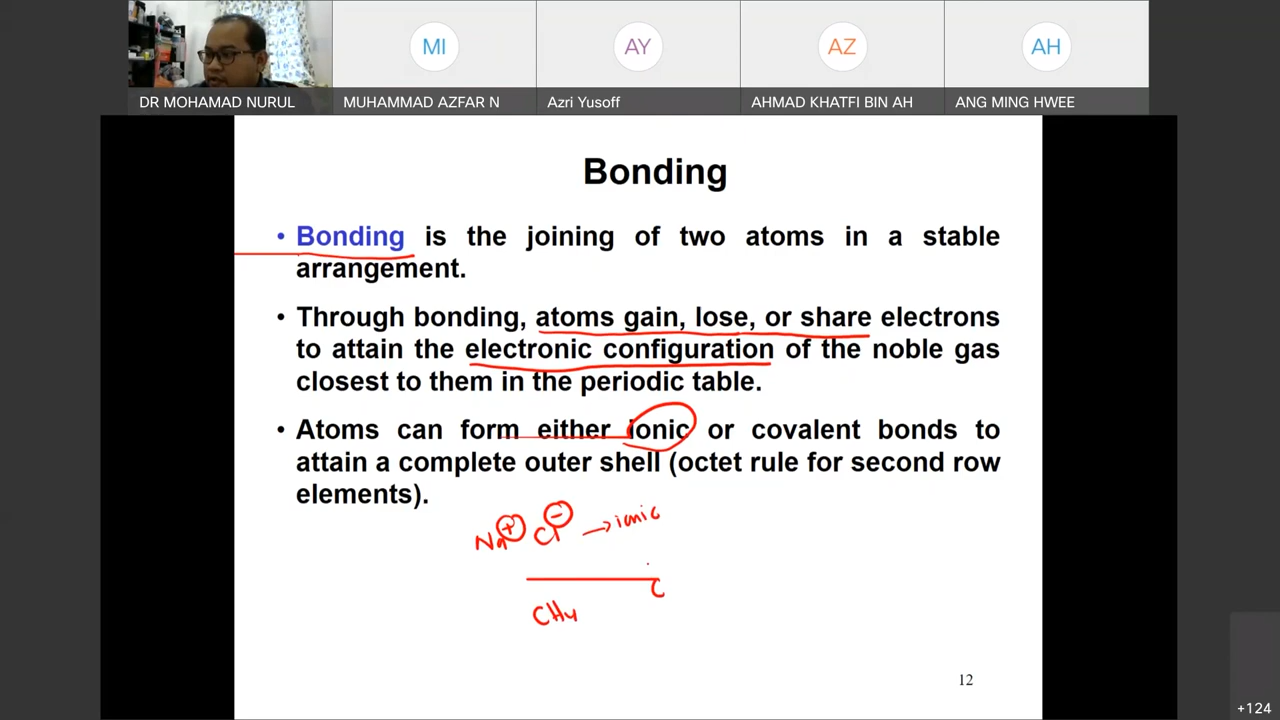 MI
AY
AZ
AH
DR MOHAMAD NURUL
MUHAMMAD AZFAR N
Azri Yusoff
AHMAD KHATFI BIN AH
ANG MING HWEE
Bonding
• Bonding is the joining of two atoms in a stable
arrangement.
• Through bonding, atoms gain, lose, or share electrons
to attain the electronic configuration of the noble gas
closest to them in the periodic table.
• Atoms can form either ionic or covalent bonds to
attain a complete outer shell (octet rule for second row
elements).
Na⊕ Cl⊖ → ionic
C
CH4
12
+124